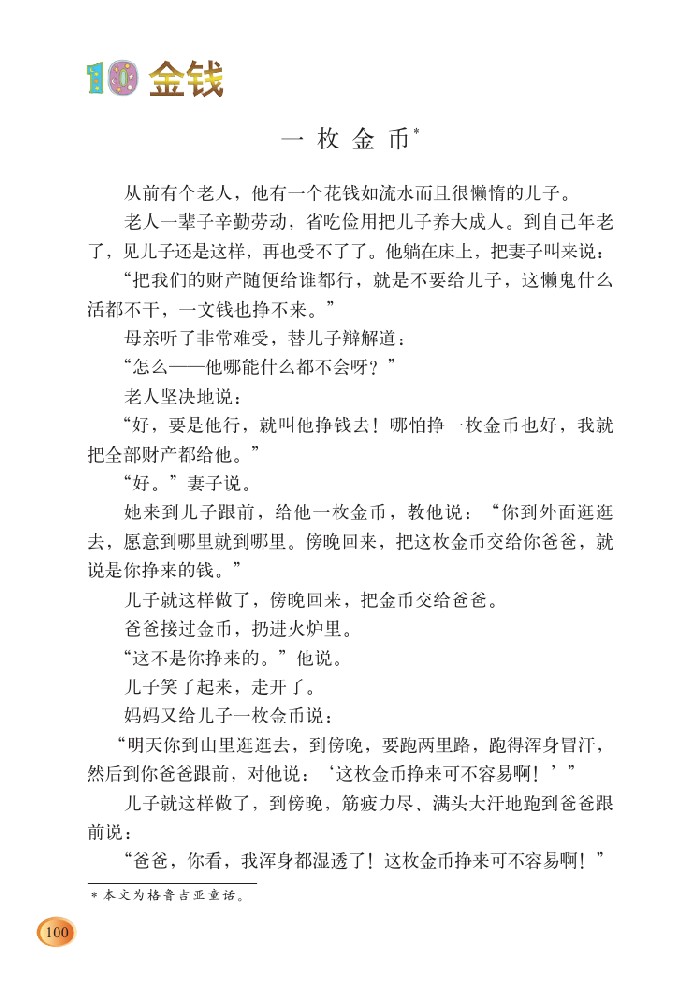 10 金钱
一枚金币*
从前有个老人，他有一个花钱如流水而且很懒惰的儿子。
老人一辈子辛勤劳动，省吃俭用把儿子养大成人。到自己年老
了，见儿子还是这样，再也受不了了。他躺在床上，把妻子叫来说：
“把我们的财产随便给谁都行，就是不要给儿子，这懒鬼什么
活都不干，一文钱也挣不来。”
母亲听了非常难受，替儿子辩解道：
“怎么——他哪能什么都不会呀？”
老人坚决地说：
“好，要是他行，就叫他挣钱去！哪怕挣一枚金币也好，我就
把全部财产都给他。”
“好。”妻子说。
她来到儿子跟前，给他一枚金币，教他说：“你到外面逛逛
去，愿意到哪里就到哪里。傍晚回来，把这枚金币交给你爸爸，就
说是你挣来的钱。”
儿子就这样做了，傍晚回来，把金币交给爸爸。
爸爸接过金币，扔进火炉里。
“这不是你挣来的。”他说。
儿子笑了起来，走开了。
妈妈又给儿子一枚金币说：
“明天你到山里逛逛去，到傍晚，要跑两里路，跑得浑身冒汗，
然后到你爸爸跟前，对他说：‘这枚金币挣来可不容易啊！’”
儿子就这样做了，到傍晚，筋疲力尽、满头大汗地跑到爸爸跟
前说：
“爸爸，你看，我浑身都湿透了！这枚金币挣来可不容易啊！”
* 本文为格鲁吉亚童话。
100